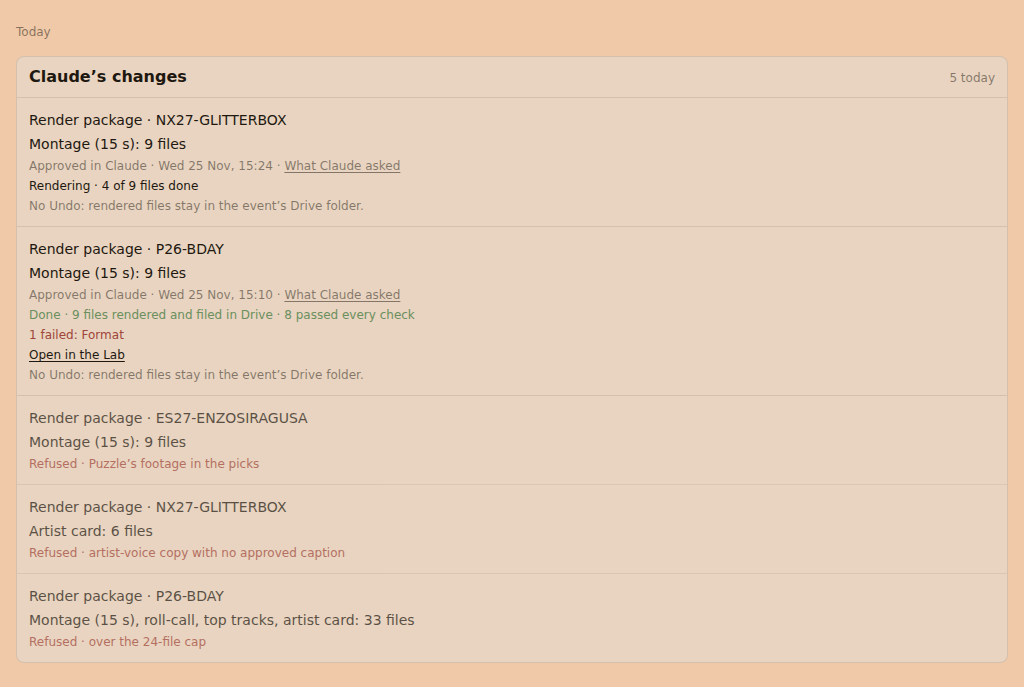 Today
Claude’s changes
5 today
Render package · NX27-GLITTERBOX
Montage (15 s): 9 files
Approved in Claude · Wed 25 Nov, 15:24 · What Claude asked
Rendering · 4 of 9 files done
No Undo: rendered files stay in the event’s Drive folder.
Render package · P26-BDAY
Montage (15 s): 9 files
Approved in Claude · Wed 25 Nov, 15:10 · What Claude asked
Done · 9 files rendered and filed in Drive · 8 passed every check
1 failed: Format
Open in the Lab
No Undo: rendered files stay in the event’s Drive folder.
Render package · ES27-ENZOSIRAGUSA
Montage (15 s): 9 files
Refused · Puzzle’s footage in the picks
Render package · NX27-GLITTERBOX
Artist card: 6 files
Refused · artist-voice copy with no approved caption
Render package · P26-BDAY
Montage (15 s), roll-call, top tracks, artist card: 33 files
Refused · over the 24-file cap